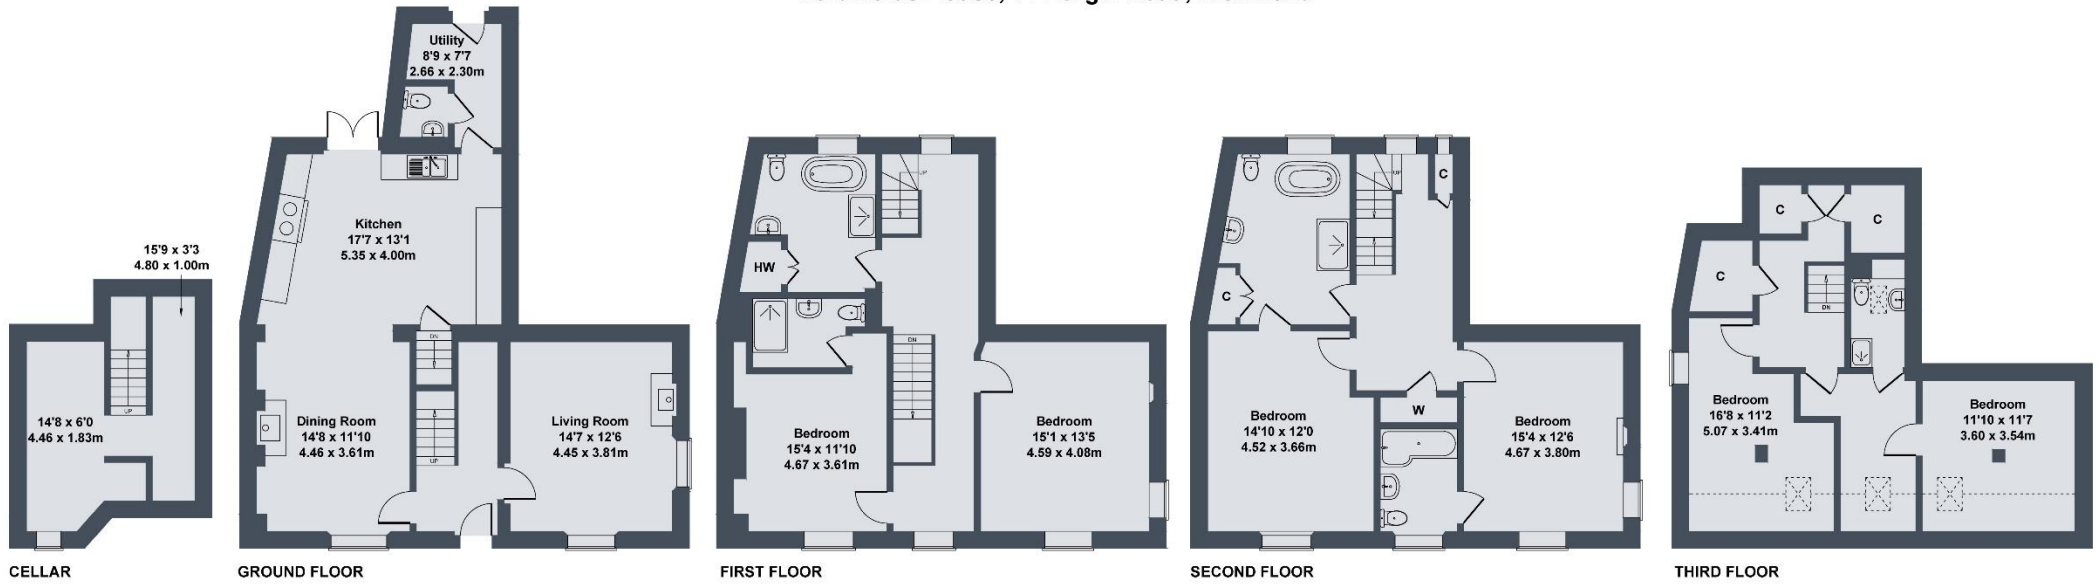 Utility
8'9 x 7'7
2.66 x 2.30m
Kitchen
17'7 x 13'1
5.35 x 4.00m
15'9 x 3'3
4.80 x 1.00m
UP
14'8 x 6'0
4.46 x 1.83m
CELLAR
DN
Dining Room
14'8 x 11'10
4.46 x 3.61m
UP
Living Room
14'7 x 12'6
4.45 x 3.81m
GROUND FLOOR
UP
HW
DN
Bedroom
15'4 x 11'10
4.67 x 3.61m
Bedroom
15'1 x 13'5
4.59 x 4.08m
FIRST FLOOR
UP
C
C
W
Bedroom
14'10 x 12'0
4.52 x 3.66m
Bedroom
15'4 x 12'6
4.67 x 3.80m
SECOND FLOOR
C
C
C
DN
Bedroom
16'8 x 11'2
5.07 x 3.41m
Bedroom
11'10 x 11'7
3.60 x 3.54m
THIRD FLOOR